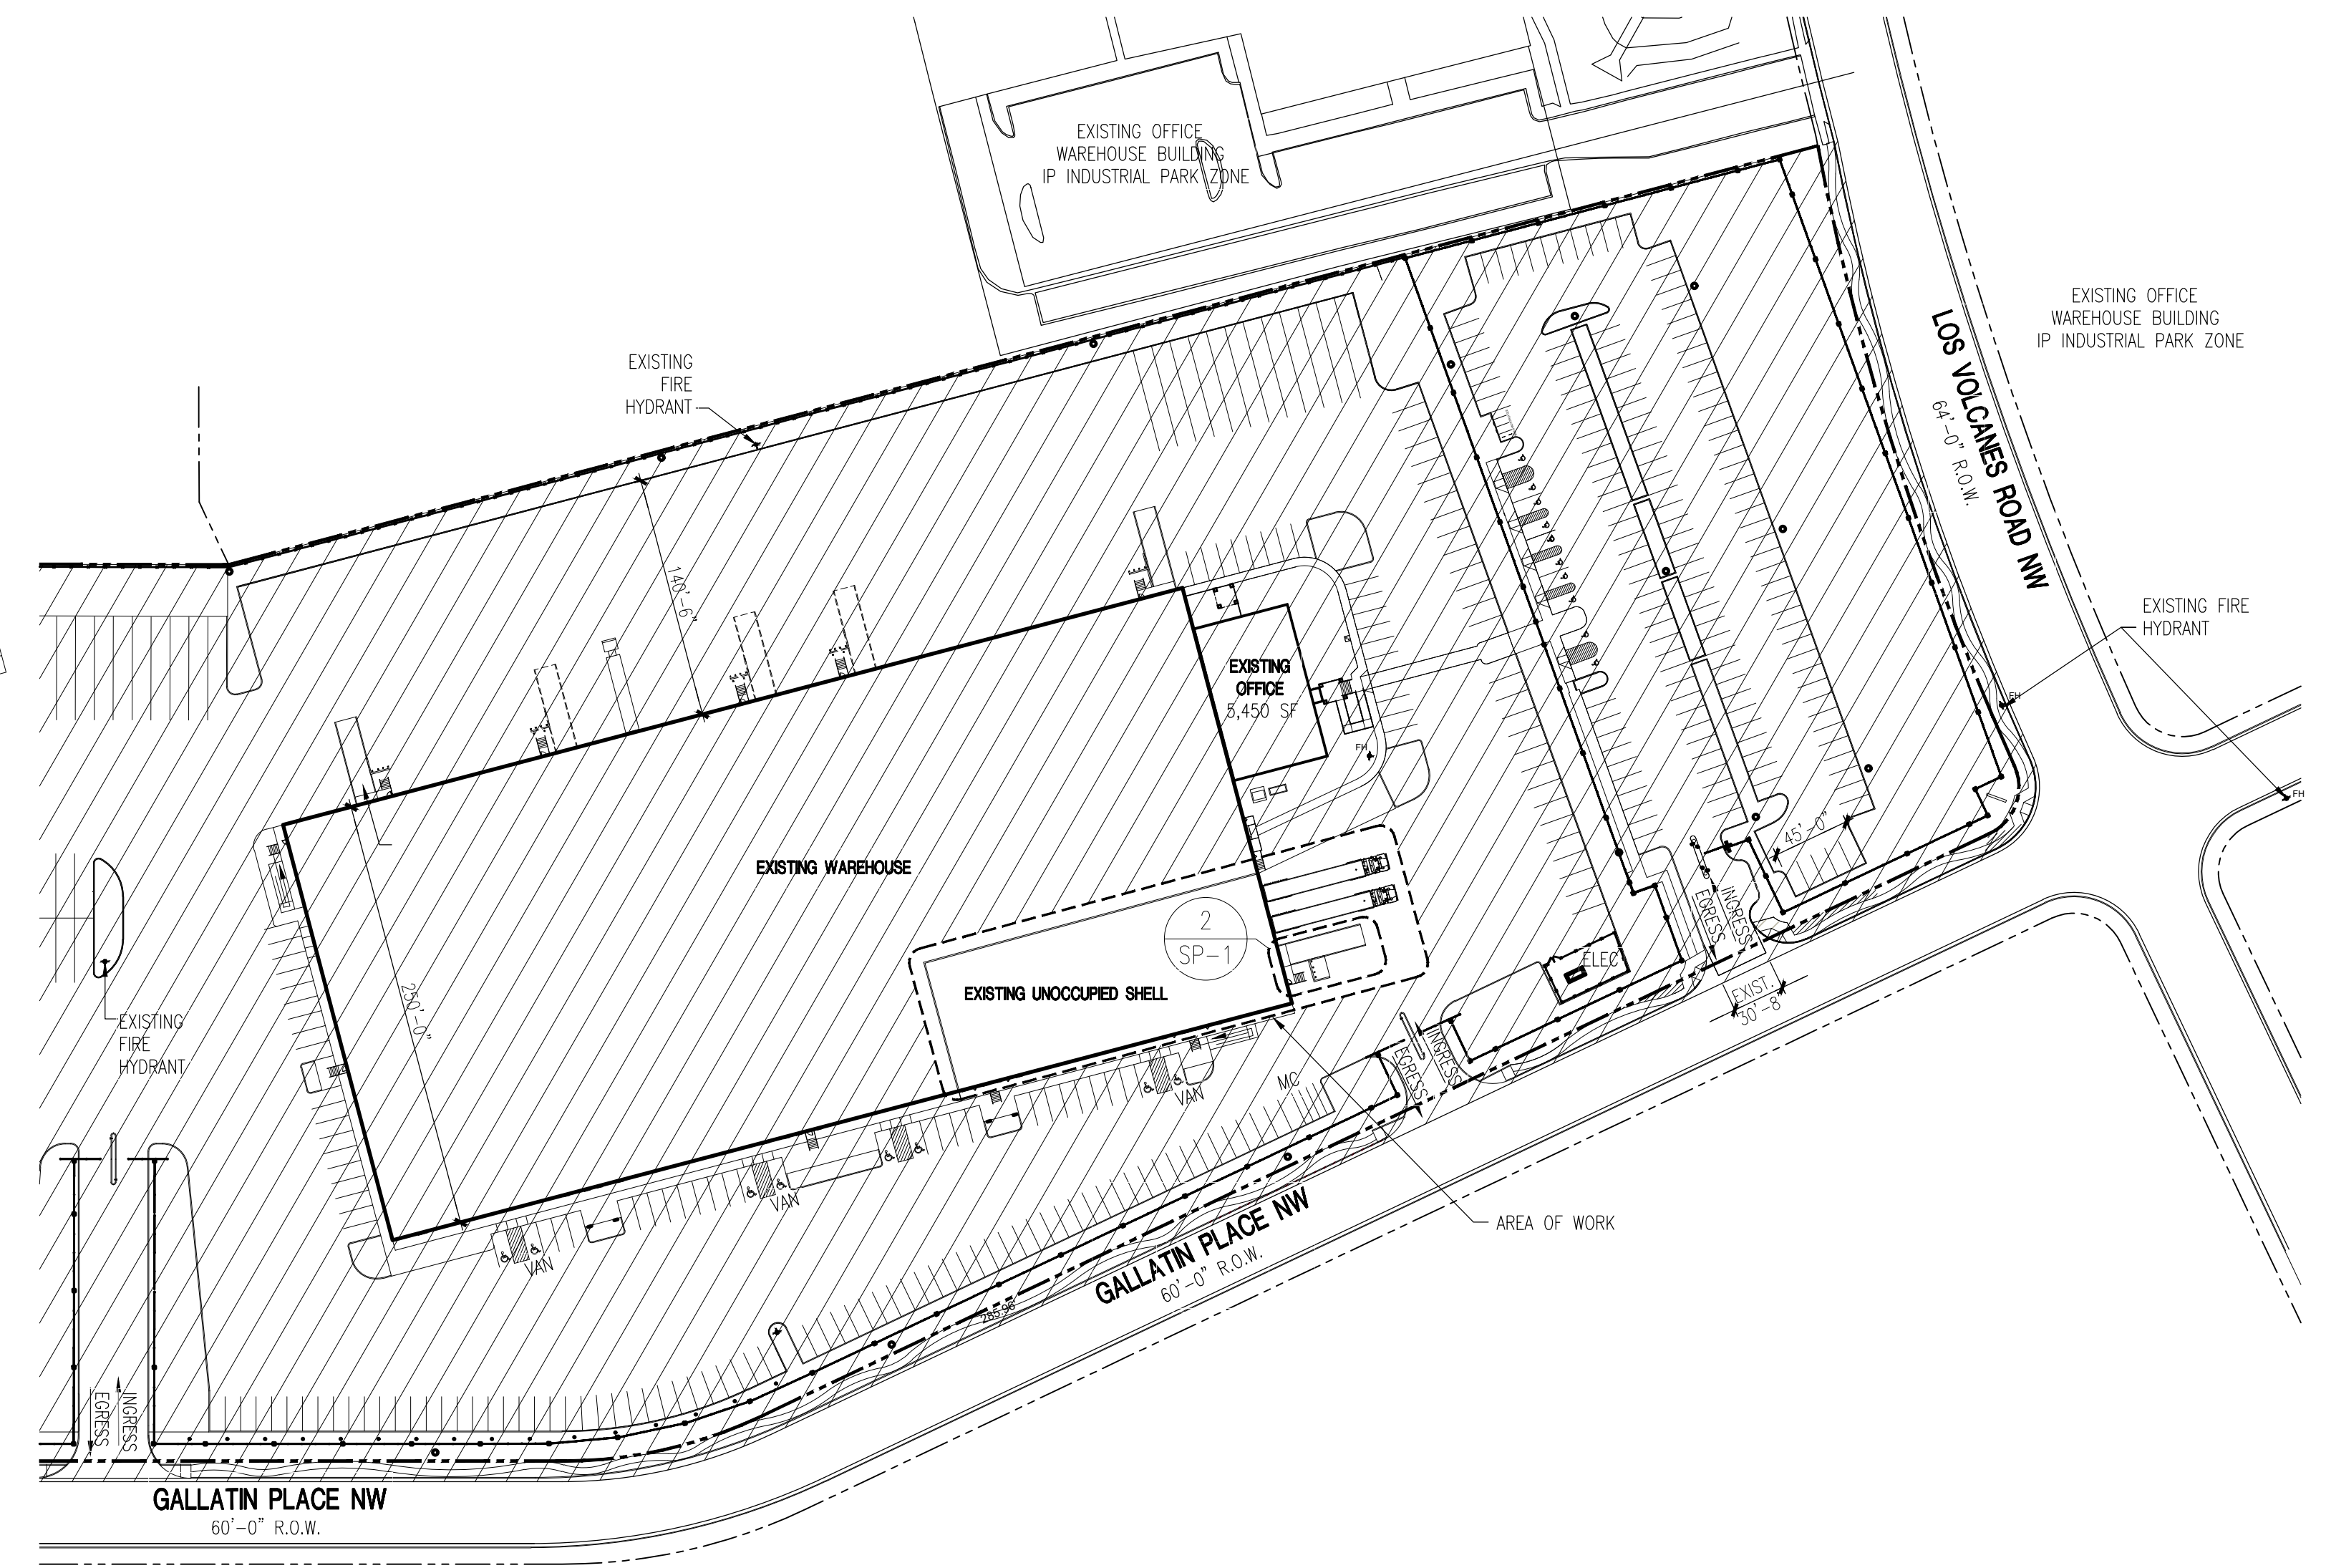 EXISTING OFFICE
WAREHOUSE BUILDING
IP INDUSTRIAL PARK ZONE
EXISTING OFFICE
WAREHOUSE BUILDING
IP INDUSTRIAL PARK ZONE
LOS VOLCANES ROAD NW
64'-0" R.O.W.
EXISTING
FIRE
HYDRANT
140'-6"
EXISTING FIRE
HYDRANT
EXISTING
OFFICE
5,450 SF
FH
FH
FH
45'-0"
EXISTING WAREHOUSE
INGRESS
EGRESS
2
SP-1
ELEC
EXISTING UNOCCUPIED SHELL
EXIST.
30'-8"
250'-0"
EXISTING
FIRE
HYDRANT
INGRESS
EGRESS
MC
VAN
VAN
VAN
AREA OF WORK
GALLATIN PLACE NW
60'-0" R.O.W.
285.96'
INGRESS
EGRESS
GALLATIN PLACE NW
60'-0" R.O.W.